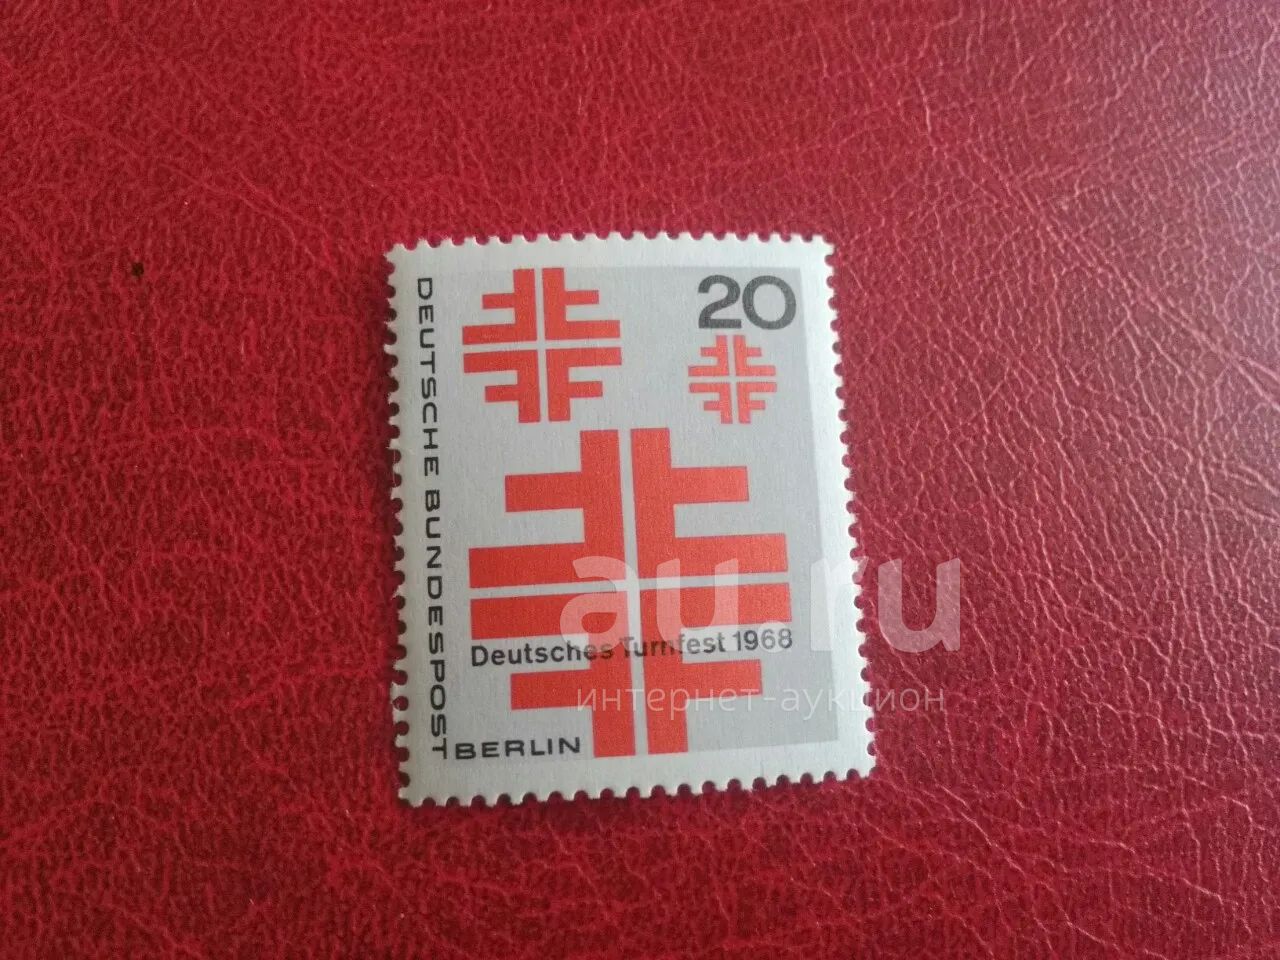 20
DEUTSCHE BUNDESPOST
Deutsches Turnfest 1968
BERLIN
au.ru
интернет-аукцион